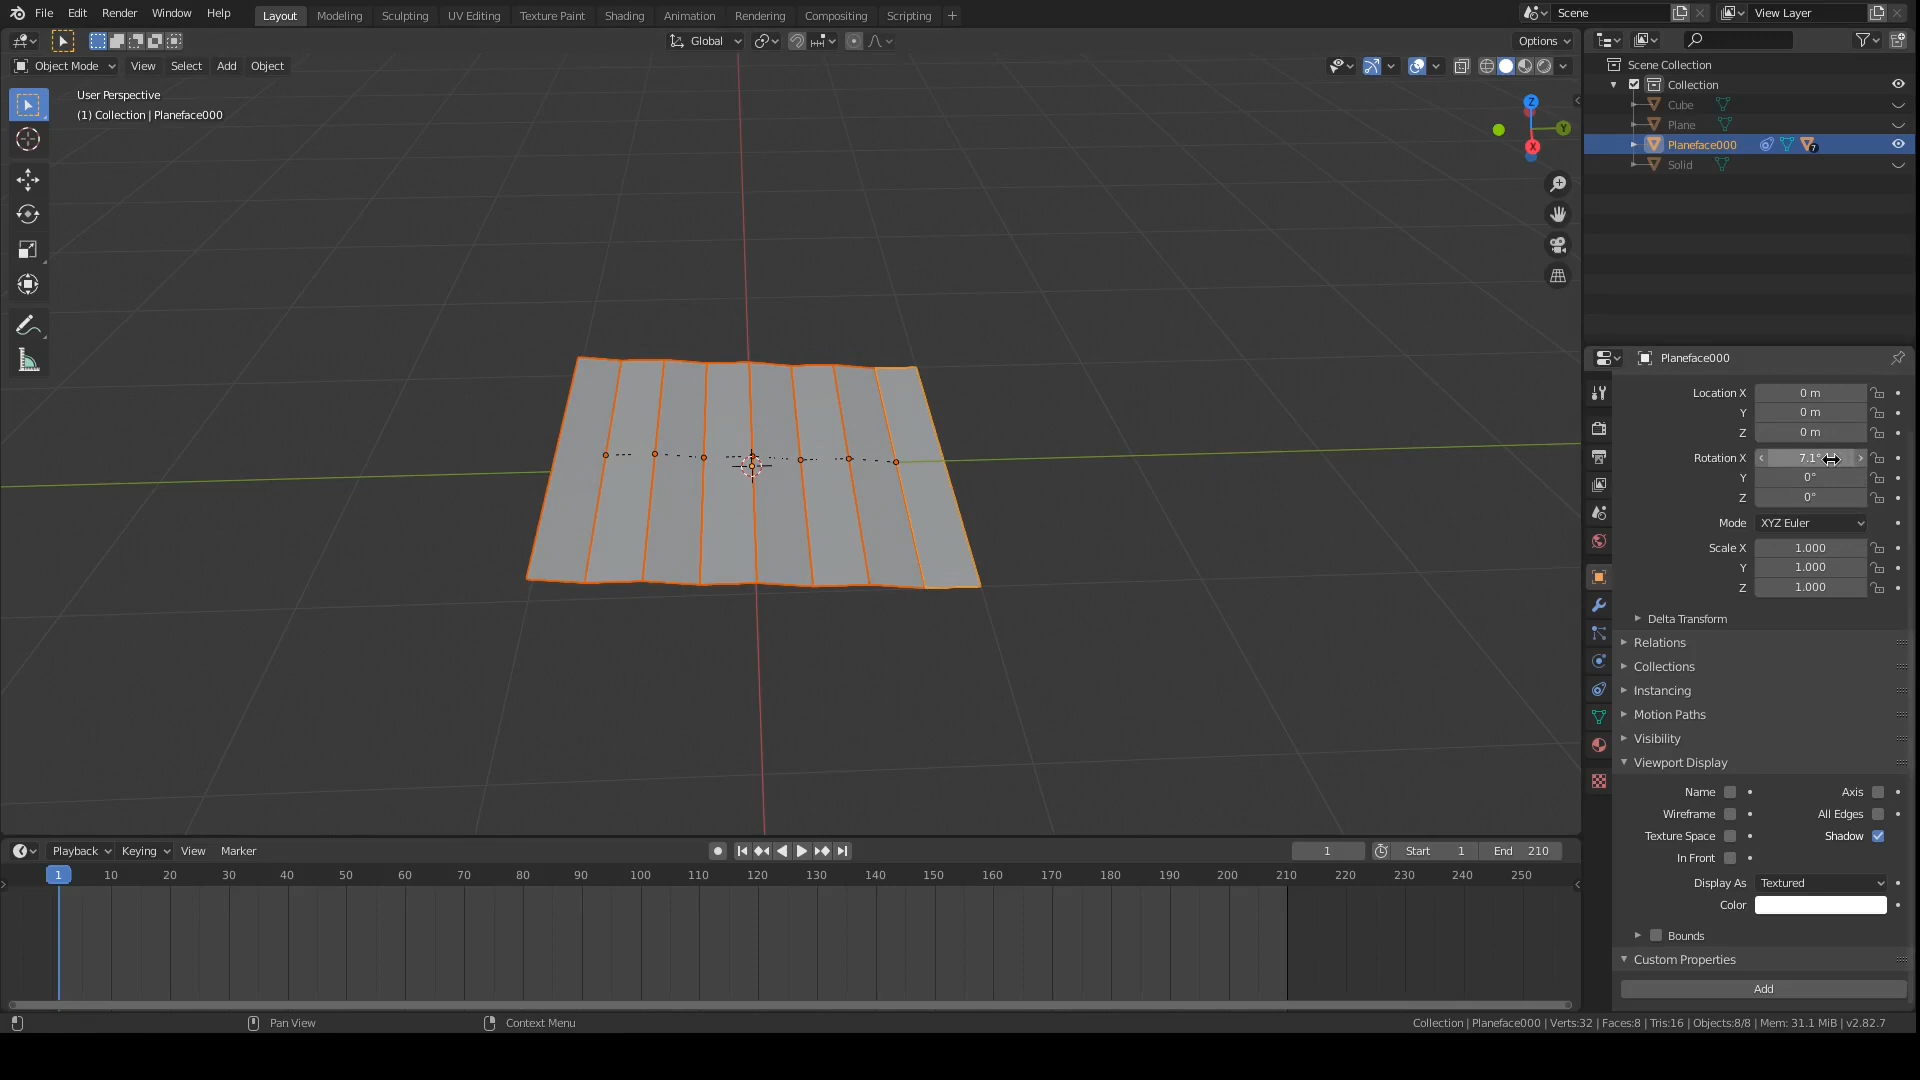 File Edit Render Window Help Layout Modeling Sculpting UV Editing Texture Paint Shading Animation Rendering Compositing Scripting + Scene View Layer
Global Options
Object Mode View Select Add Object
User Perspective
(1) Collection | Planeface000
Z
Y
X
Scene Collection
Collection
Cube
Plane
Planeface000 7
Solid
Planeface000
Location X 0 m
Y 0 m
Z 0 m
Rotation X 7.1°
Y 0°
Z 0°
Mode XYZ Euler
Scale X 1.000
Y 1.000
Z 1.000
Delta Transform
Relations
Collections
Instancing
Motion Paths
Visibility
Viewport Display
Name Axis
Wireframe All Edges
Texture Space Shadow
In Front
Display As Textured
Color
Bounds
Custom Properties
Add
Playback Keying View Marker 1 Start 1 End 210
1 10 20 30 40 50 60 70 80 90 100 110 120 130 140 150 160 170 180 190 200 210 220 230 240 250
Pan View Context Menu Collection | Planeface000 | Verts:32 | Faces:8 | Tris:16 | Objects:8/8 | Mem: 31.1 MiB | v2.82.7